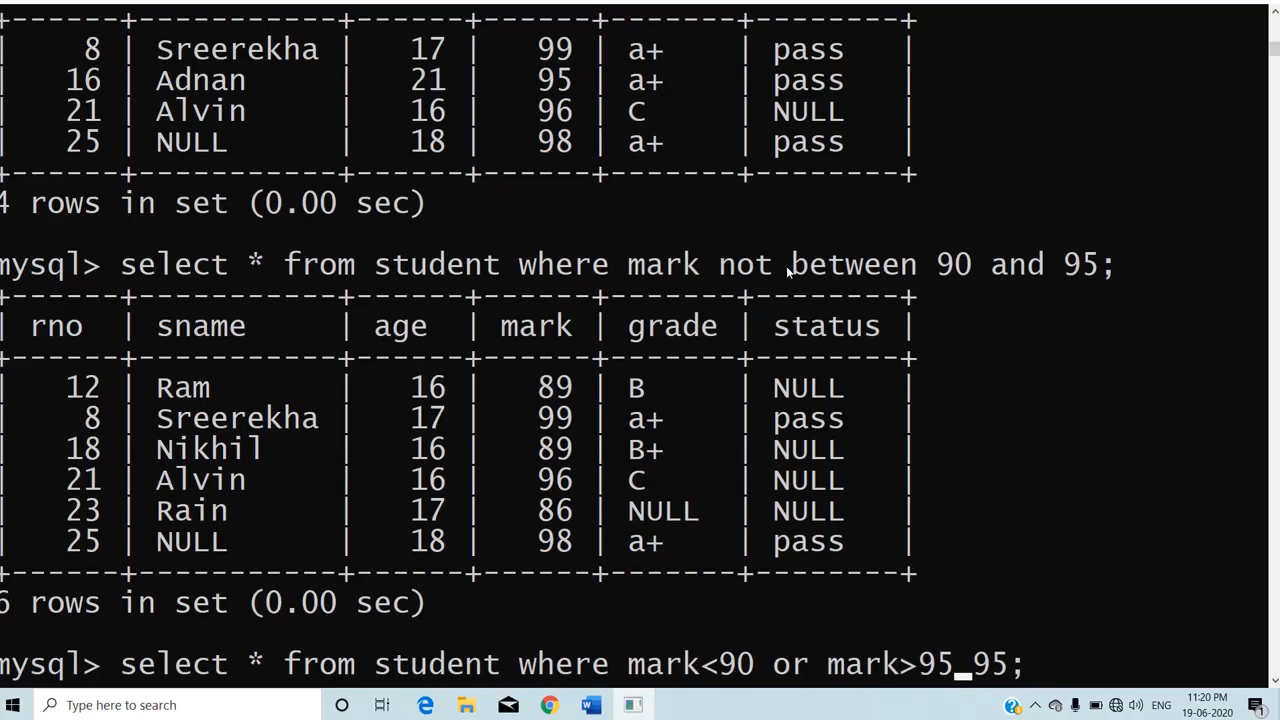 +------+-----------+------+------+-------+--------+
| 8 | Sreerekha | 17 | 99 | a+ | pass |
| 16 | Adnan | 21 | 95 | a+ | pass |
| 21 | Alvin | 16 | 96 | C | NULL |
| 25 | NULL | 18 | 98 | a+ | pass |
+------+-----------+------+------+-------+--------+
4 rows in set (0.00 sec)
mysql> select * from student where mark not between 90 and 95;
+------+-----------+------+------+-------+--------+
| rno | sname | age | mark | grade | status |
+------+-----------+------+------+-------+--------+
| 12 | Ram | 16 | 89 | B | NULL |
| 8 | Sreerekha | 17 | 99 | a+ | pass |
| 18 | Nikhil | 16 | 89 | B+ | NULL |
| 21 | Alvin | 16 | 96 | C | NULL |
| 23 | Rain | 17 | 86 | NULL | NULL |
| 25 | NULL | 18 | 98 | a+ | pass |
+------+-----------+------+------+-------+--------+
6 rows in set (0.00 sec)
mysql> select * from student where mark<90 or mark>95_95;
Type here to search
ENG
11:20 PM
19-06-2020
1